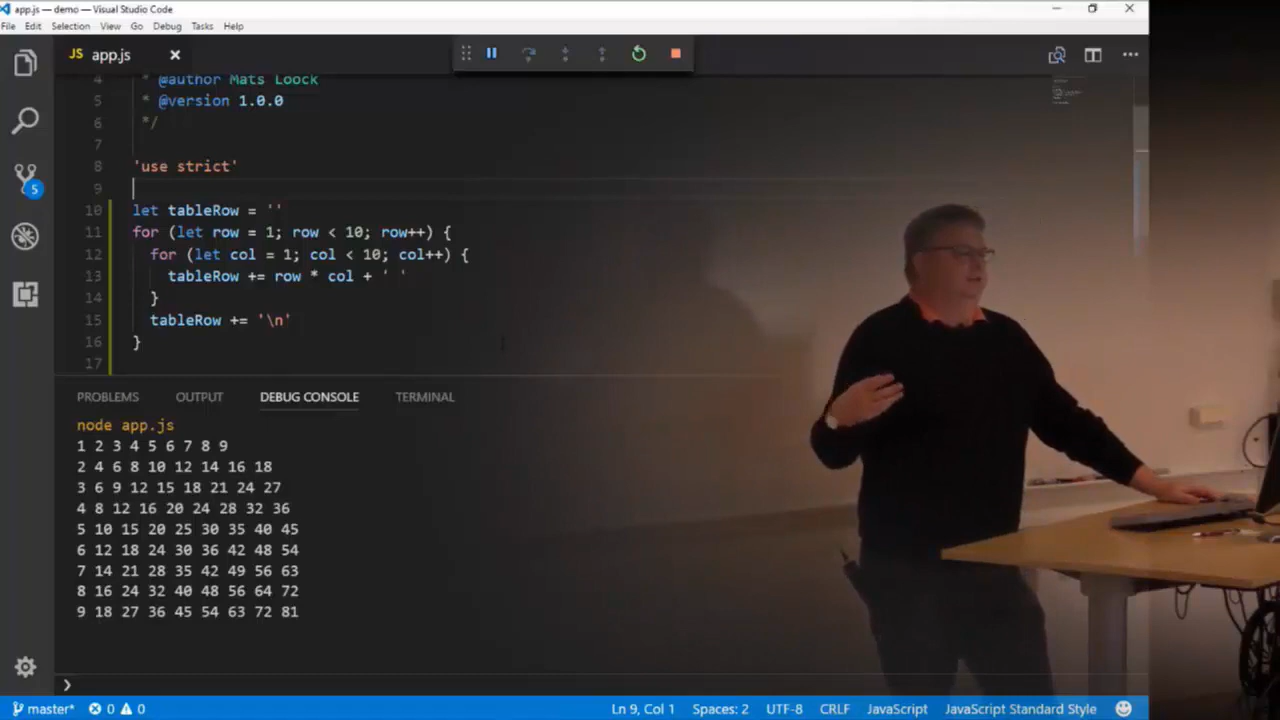 app.js — demo — Visual Studio Code
File Edit Selection View Go Debug Tasks Help
JS app.js
4 * @author Mats Loock
5 * @version 1.0.0
6 */
7
8 'use strict'
9
10 let tableRow = ''
11 for (let row = 1; row < 10; row++) {
12 for (let col = 1; col < 10; col++) {
13 tableRow += row * col + ' '
14 }
15 tableRow += '\n'
16 }
17
5
PROBLEMS OUTPUT DEBUG CONSOLE TERMINAL
node app.js
1 2 3 4 5 6 7 8 9
2 4 6 8 10 12 14 16 18
3 6 9 12 15 18 21 24 27
4 8 12 16 20 24 28 32 36
5 10 15 20 25 30 35 40 45
6 12 18 24 30 36 42 48 54
7 14 21 28 35 42 49 56 63
8 16 24 32 40 48 56 64 72
9 18 27 36 45 54 63 72 81
master* 0 0 Ln 9, Col 1 Spaces: 2 UTF-8 CRLF JavaScript JavaScript Standard Style